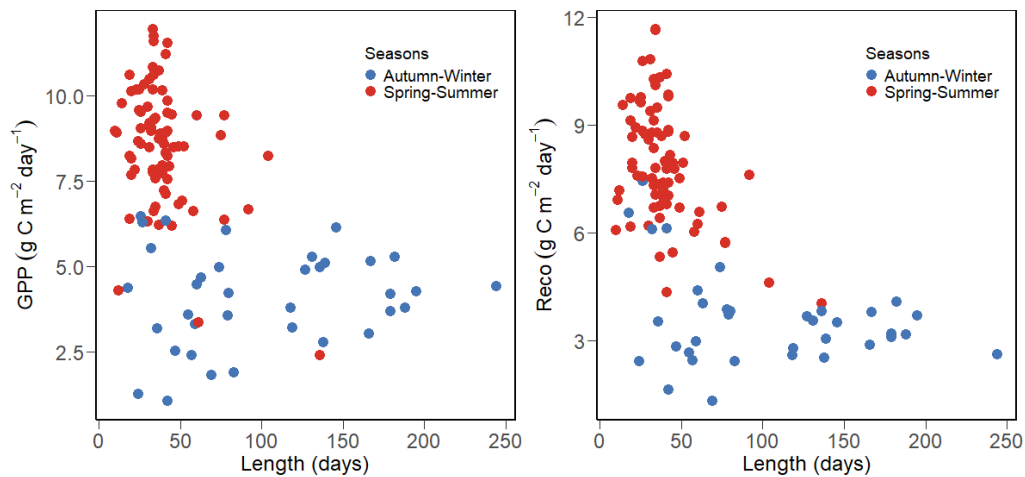 10.0
7.5
5.0
2.5
GPP (g C m⁻² day⁻¹)
Seasons
Autumn-Winter
Spring-Summer
0 50 100 150 200 250
Length (days)
12
9
6
3
Reco (g C m⁻² day⁻¹)
Seasons
Autumn-Winter
Spring-Summer
0 50 100 150 200 250
Length (days)